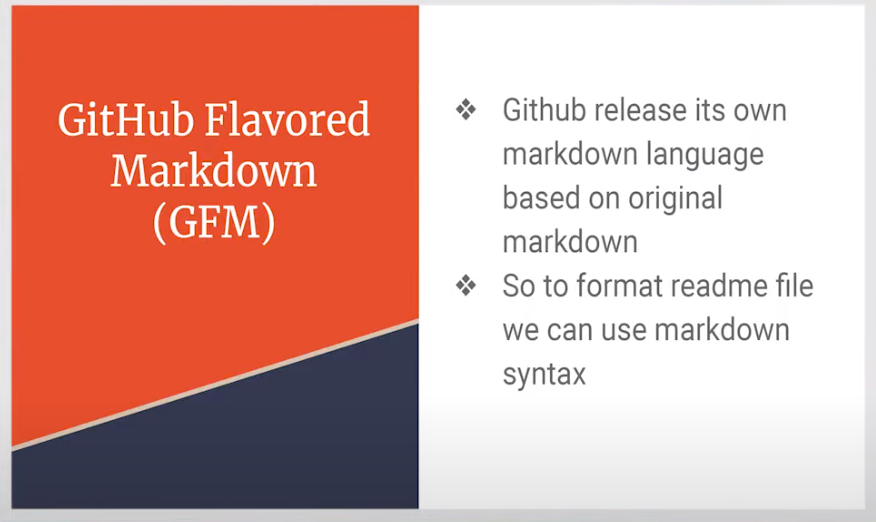 GitHub Flavored
Markdown
(GFM)
❖ Github release its own
markdown language
based on original
markdown
❖ So to format readme file
we can use markdown
syntax